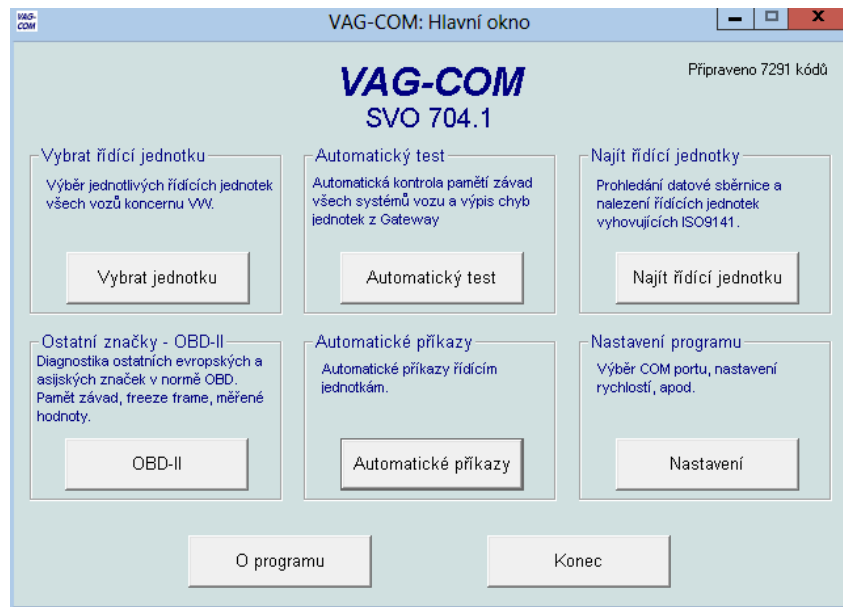 VAG-COM
VAG-COM: Hlavní okno
VAG-COM
SVO 704.1
Připraveno 7291 kódů
Vybrat řídící jednotku
Výběr jednotlivých řídících jednotek
všech vozů koncernu VW.
Vybrat jednotku
Automatický test
Automatická kontrola pamětí závad
všech systémů vozu a výpis chyb
jednotek z Gateway
Automatický test
Najít řídící jednotky
Prohledání datové sběrnice a
nalezení řídících jednotek
vyhovujících ISO9141.
Najít řídící jednotku
Ostatní značky - OBD-II
Diagnostika ostatních evropských a
asijských značek v normě OBD.
Pamět závad, freeze frame, měřené
hodnoty.
OBD-II
Automatické příkazy
Automatické příkazy řídícím
jednotkám.
Automatické příkazy
Nastavení programu
Výběr COM portu, nastavení
rychlostí, apod.
Nastavení
O programu
Konec